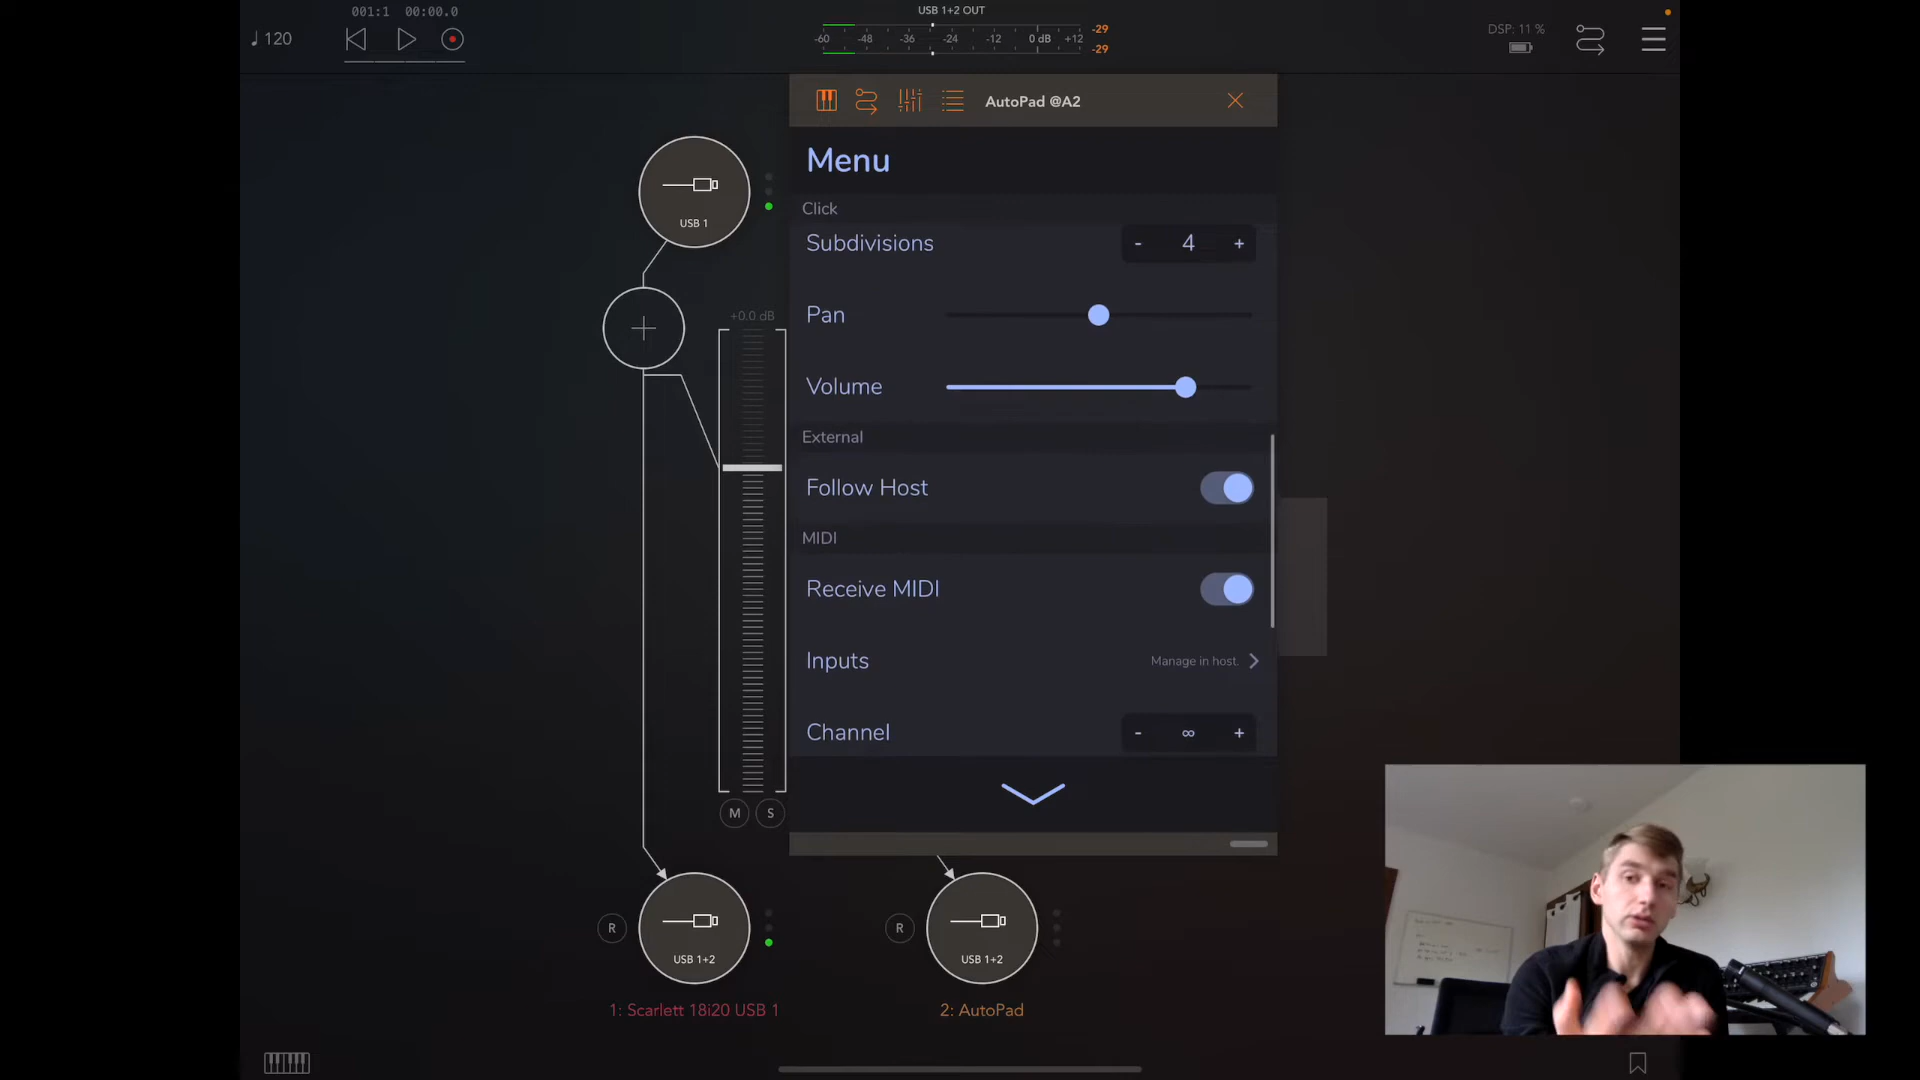 001:1 00:00.0
♩ 120
USB 1+2 OUT
-60 -48 -36 -24 -12 0 dB +12
-29
-29
DSP: 11 %
AutoPad @A2
Menu
Click
Subdivisions - 4 +
Pan
Volume
External
Follow Host
MIDI
Receive MIDI
Inputs Manage in host.
Channel - ∞ +
USB 1
+0.0 dB
M S
R USB 1+2
R USB 1+2
1: Scarlett 18i20 USB 1
2: AutoPad